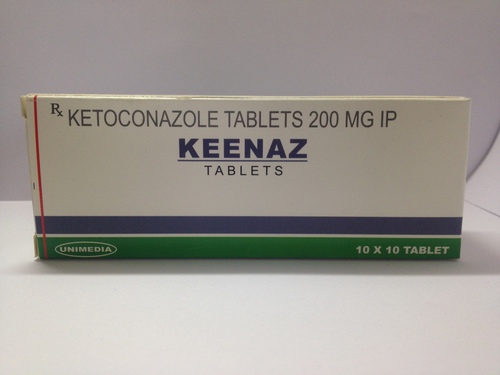 Rx KETOCONAZOLE TABLETS 200 MG IP
KEENAZ
TABLETS
UNIMEDIA
10 X 10 TABLET